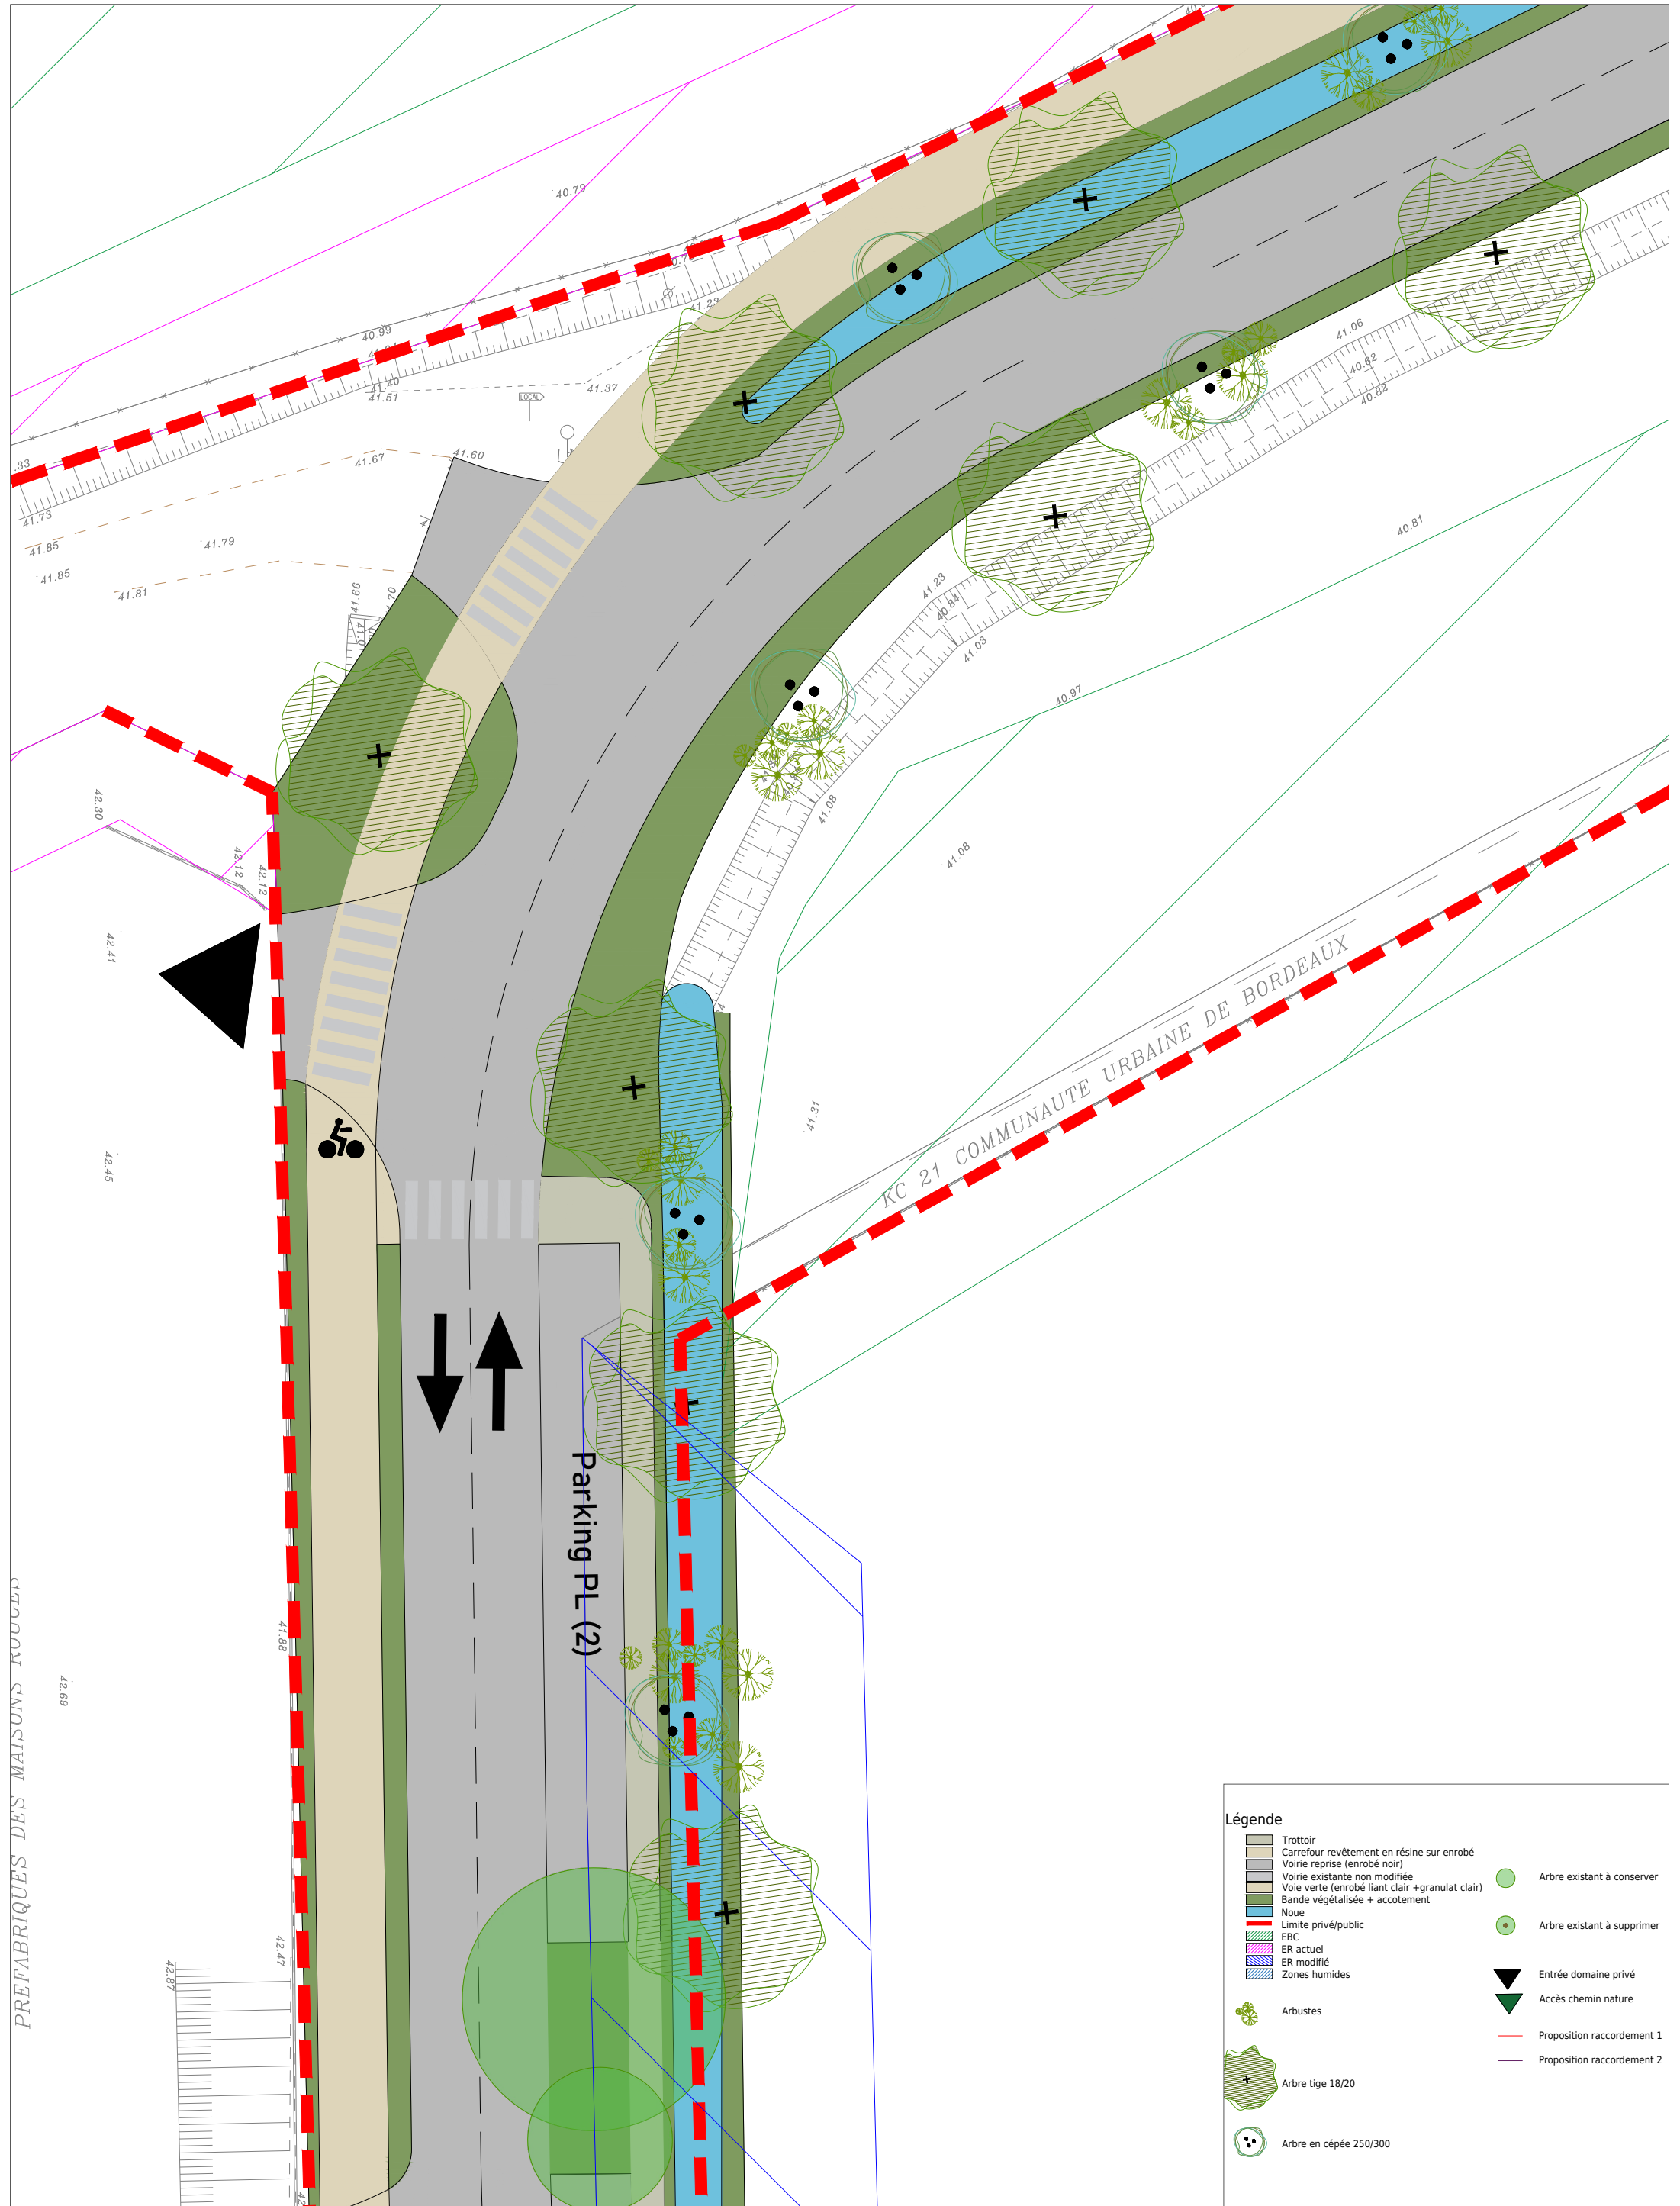 40.79
41.23
40.99
41.40
41.51
41.37
LOCAL
.33
41.67
41.60
41.73
41.85
41.79
41.85
41.81
41.06
40.62
40.82
40.81
41.23
40.84
41.03
40.97
41.99
41.08
41.08
42.30
42.12
42.12
42.41
42.45
41.31
KC 21 COMMUNAUTE URBAINE DE BORDEAUX
Parking PL (2)
41.88
42.69
PREFABRIQUES DES MAISONS ROUGES
42.47
42.87
Légende
Trottoir
Carrefour revêtement en résine sur enrobé
Voirie reprise (enrobé noir)
Voirie existante non modifiée
Voie verte (enrobé liant clair +granulat clair)
Bande végétalisée + accotement
Noue
Limite privé/public
EBC
ER actuel
ER modifié
Zones humides
Arbustes
Arbre tige 18/20
Arbre en cépée 250/300
Arbre existant à conserver
Arbre existant à supprimer
Entrée domaine privé
Accès chemin nature
Proposition raccordement 1
Proposition raccordement 2